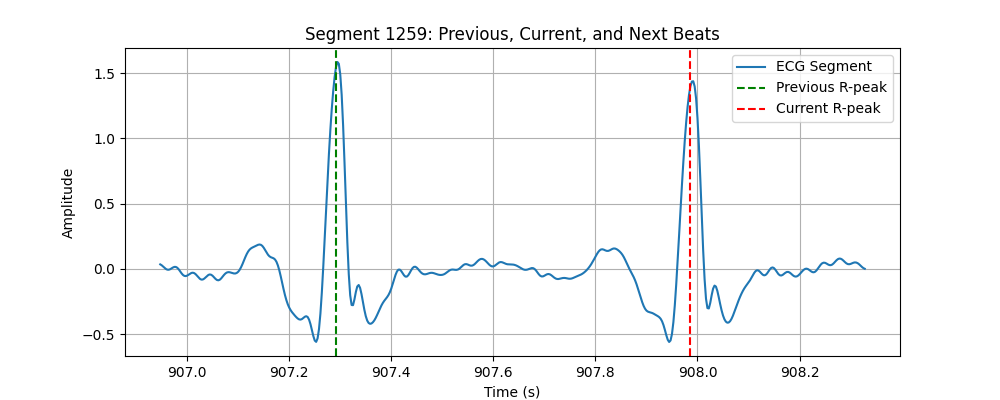 Segment 1259: Previous, Current, and Next Beats
ECG Segment
Previous R-peak
Current R-peak
Amplitude
1.5
1.0
0.5
0.0
−0.5
907.0 907.2 907.4 907.6 907.8 908.0 908.2
Time (s)